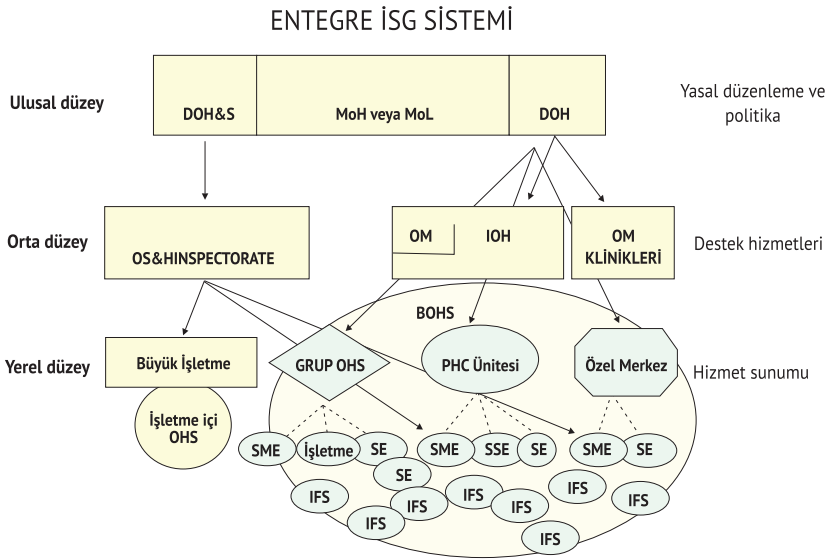 ENTEGRE İSG SİSTEMİ
Ulusal düzey
DOH&S
MoH veya MoL
DOH
Yasal düzenleme ve
politika
Orta düzey
OS&HINSPECTORATE
OM
IOH
OM
KLİNİKLERİ
Destek hizmetleri
BOHS
Yerel düzey
Büyük İşletme
GRUP OHS
PHC Ünitesi
Özel Merkez
Hizmet sunumu
İşletme içi
OHS
SME
İşletme
SE
SME
SSE
SE
SME
SE
SE
IFS
IFS
IFS
IFS
IFS
IFS
IFS
IFS